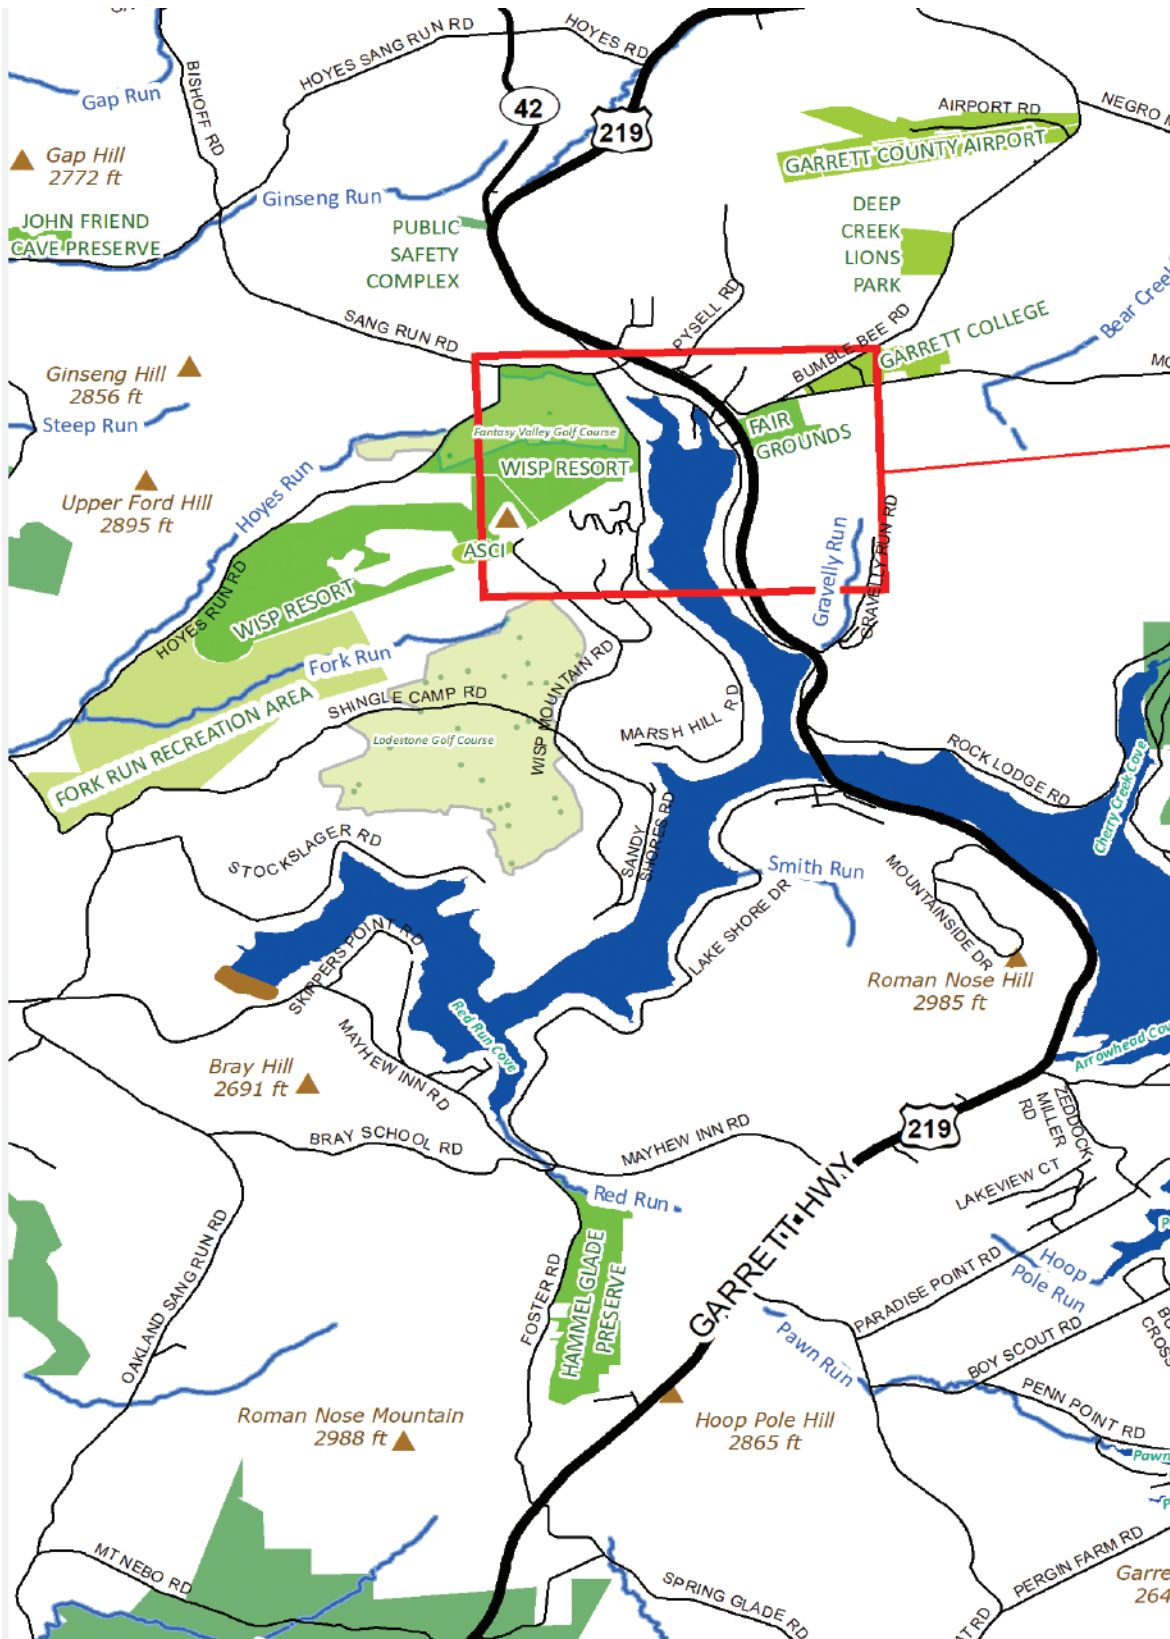 HOYES SANG RUN RD
HOYES RD
BISHOFF RD
Gap Run
42
219
AIRPORT RD
NEGRO
GARRETT COUNTY AIRPORT
Gap Hill
2772 ft
Ginseng Run
JOHN FRIEND
CAVE PRESERVE
PUBLIC
SAFETY
COMPLEX
DEEP
CREEK
LIONS
PARK
Bear Creek
SANG RUN RD
PYSELL RD
BUMBLE BEE RD
GARRETT COLLEGE
Ginseng Hill
2856 ft
Steep Run
Fantasy Valley Golf Course
FAIR
GROUNDS
WISP RESORT
Hoyes Run
Upper Ford Hill
2895 ft
ASCI
Gravelly Run
GRAVELLY RUN RD
WISP RESORT
HOYES RUN RD
Fork Run
FORK RUN RECREATION AREA
SHINGLE CAMP RD
WISP MOUNTAIN RD
Lodestone Golf Course
MARSH HILL RD
ROCK LODGE RD
Cherry Creek Cove
STOCKSLAGER RD
SANDY
SHORES RD
Smith Run
MOUNTAINSIDE DR
LAKE SHORE DR
SKIPPERS POINT RD
Roman Nose Hill
2985 ft
Red Run Cove
Arrowhead Cov
MAYHEW INN RD
Bray Hill
2691 ft
BRAY SCHOOL RD
MAYHEW INN RD
219
ZEDDOCK
MILLER
RD
LAKEVIEW CT
Red Run
GARRETT HWY
OAKLAND SANG RUN RD
FOSTER RD
HAMMEL GLADE
PRESERVE
PARADISE POINT RD
Hoop
Pole Run
Pawn Run
BOY SCOUT RD
CROSS
PENN POINT RD
Roman Nose Mountain
2988 ft
Hoop Pole Hill
2865 ft
Pawn
MT NEBO RD
SPRING GLADE RD
PERGIN FARM RD
Garre
264
AT RD